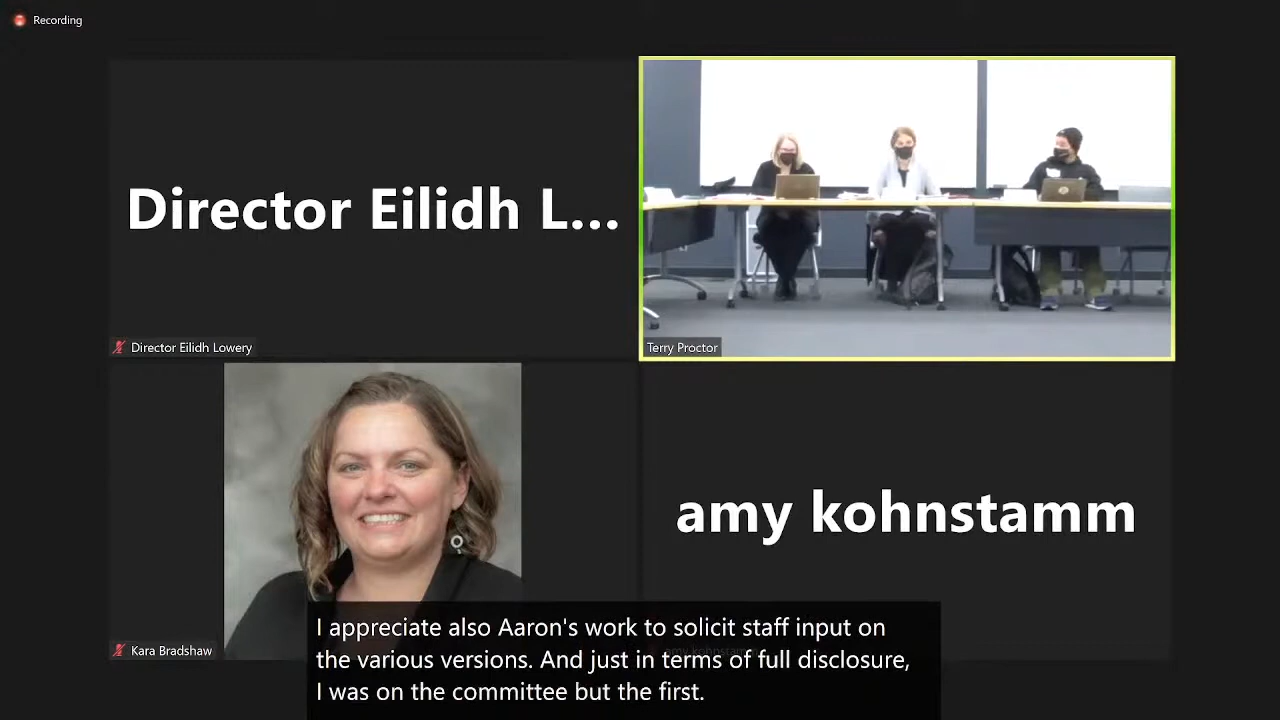 Recording
Director Eilidh L...
Director Eilidh Lowery
Terry Proctor
amy kohnstamm
Kara Bradshaw
amy kohnstamm
I appreciate also Aaron's work to solicit staff input on
the various versions. And just in terms of full disclosure,
I was on the committee but the first.